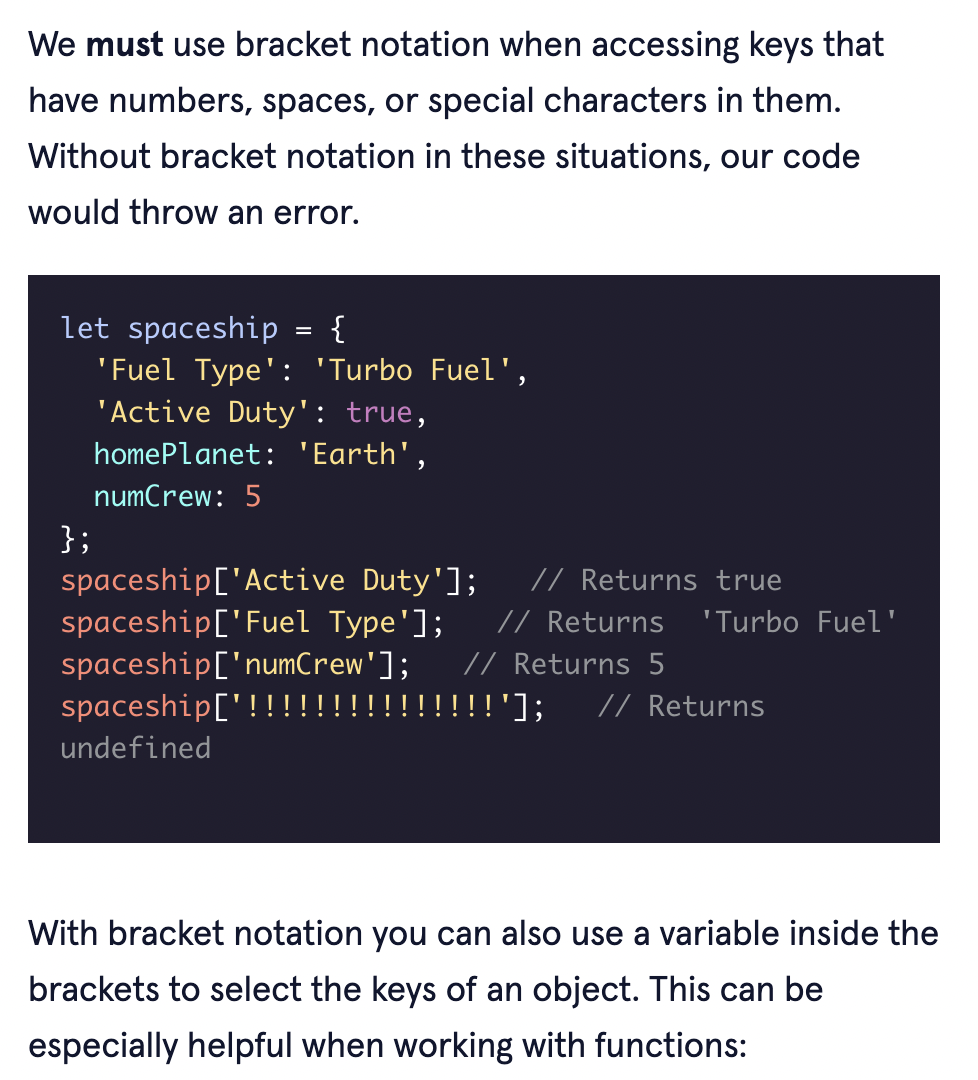 We must use bracket notation when accessing keys that
have numbers, spaces, or special characters in them.
Without bracket notation in these situations, our code
would throw an error.
let spaceship = {
  'Fuel Type': 'Turbo Fuel',
  'Active Duty': true,
  homePlanet: 'Earth',
  numCrew: 5
};
spaceship['Active Duty'];   // Returns true
spaceship['Fuel Type'];   // Returns  'Turbo Fuel'
spaceship['numCrew'];   // Returns 5
spaceship['!!!!!!!!!!!!!!!'];   // Returns
undefined
With bracket notation you can also use a variable inside the
brackets to select the keys of an object. This can be
especially helpful when working with functions: